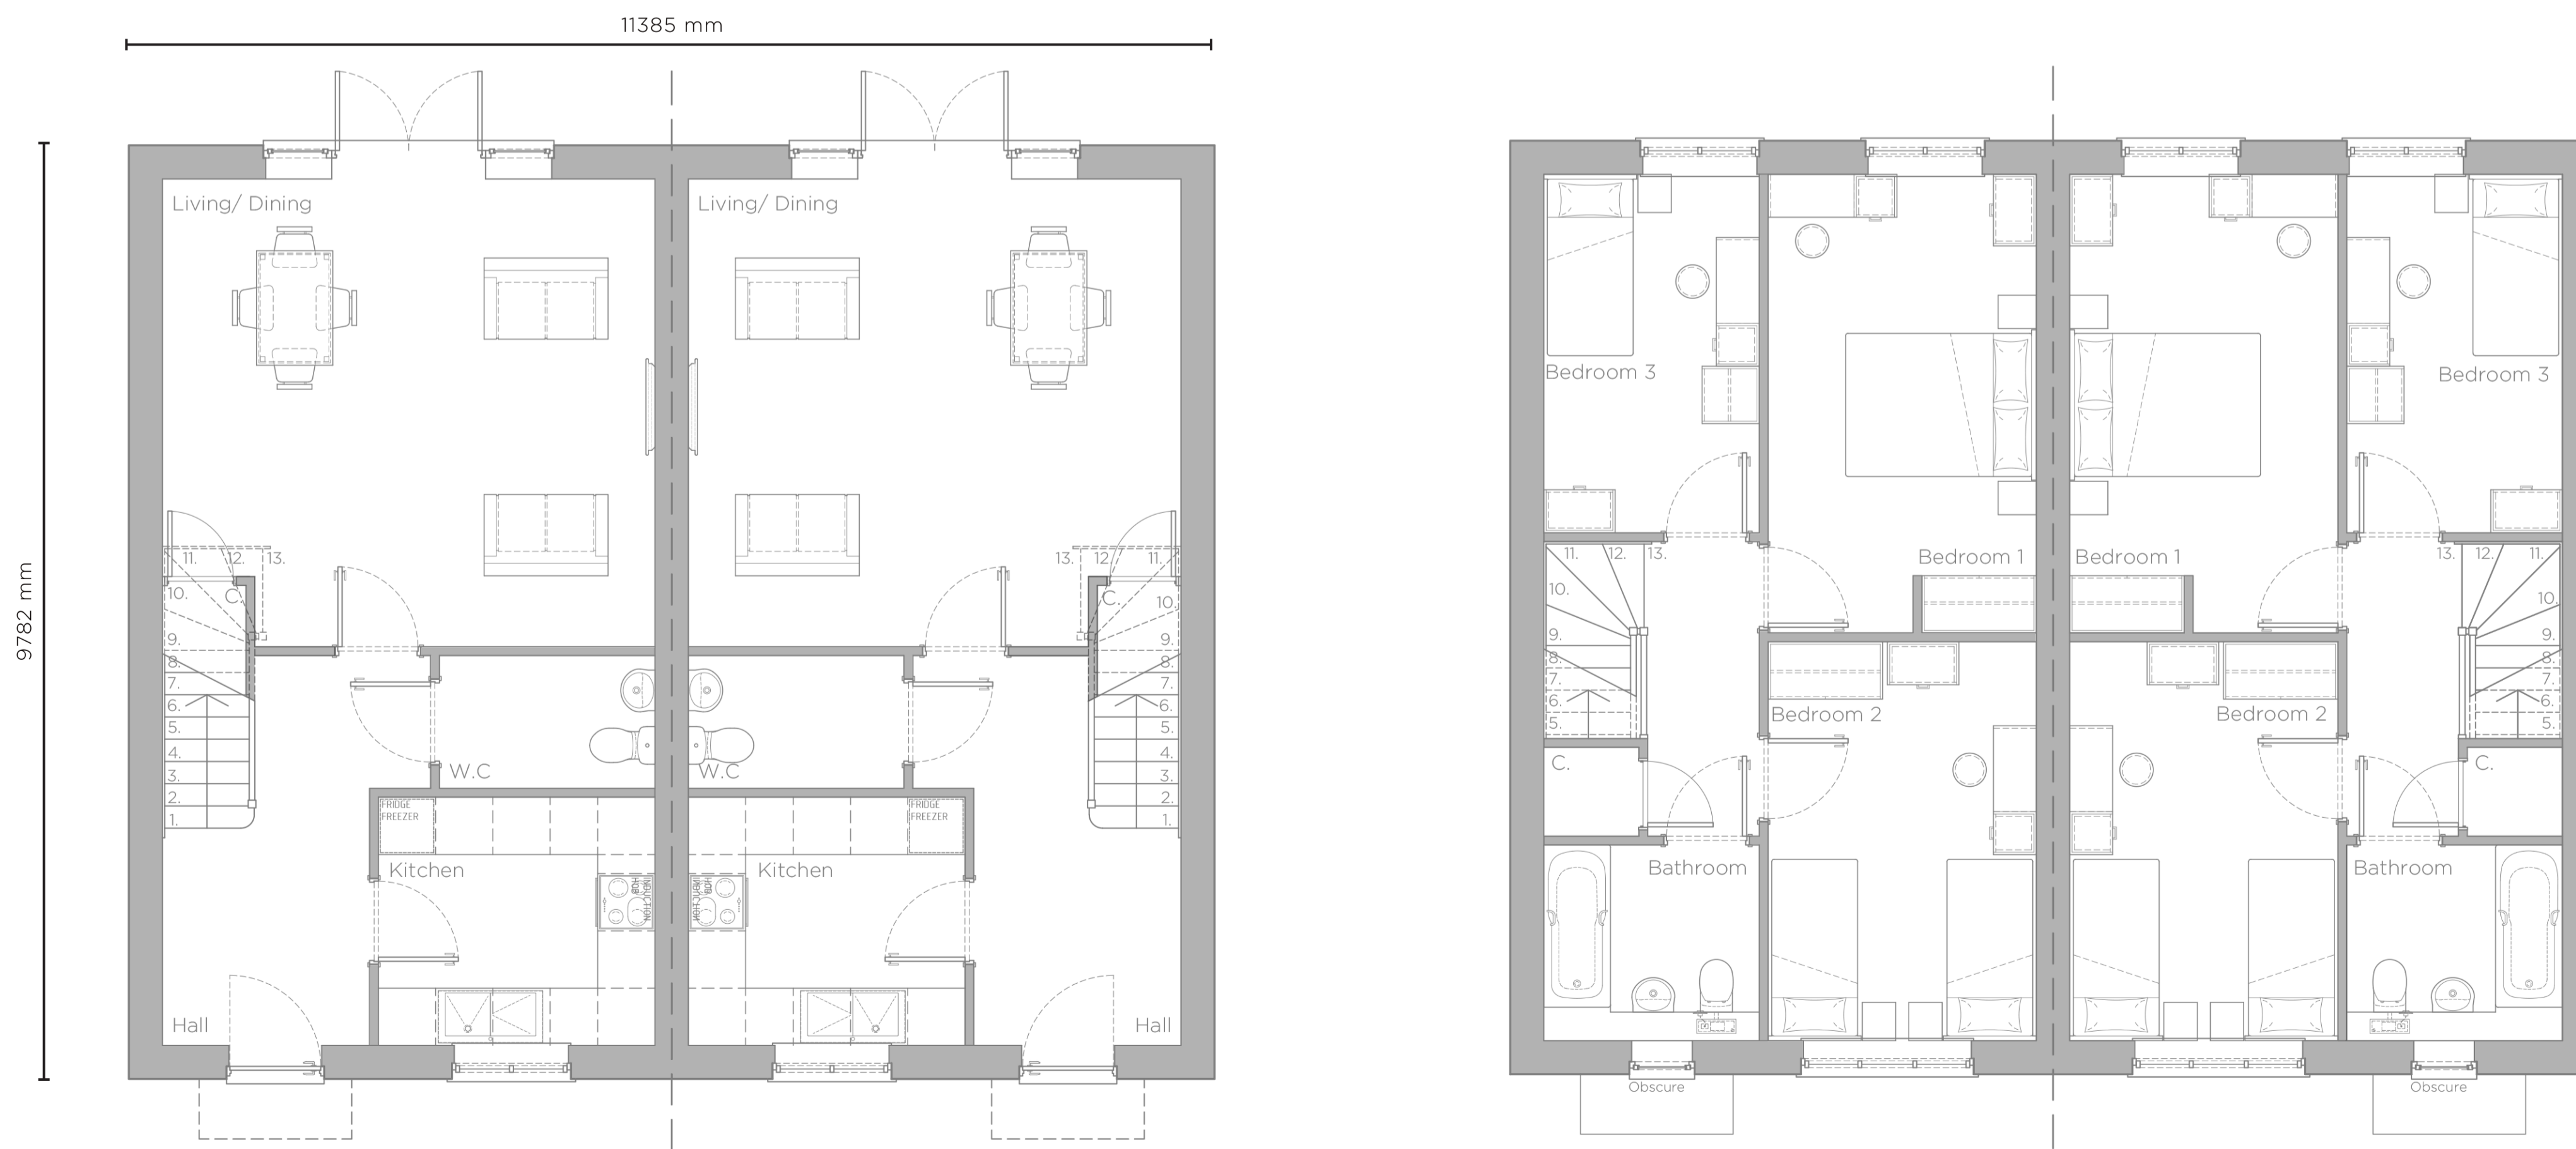 11385 mm
9782 mm
Living/ Dining
Living/ Dining
11.
12.
13.
10.
C.
9.
8.
7.
6.
5.
4.
3.
2.
1.
13.
12.
11.
10.
C.
9.
8.
7.
6.
5.
4.
3.
2.
1.
W.C
W.C
FRIDGE
FREEZER
FRIDGE
FREEZER
Kitchen
Kitchen
INDUCTION
HOB
INDUCTION
HOB
Hall
Hall
Bedroom 3
Bedroom 3
Bedroom 1
Bedroom 1
11.
12.
13.
10.
9.
8.
7.
6.
5.
13.
12.
11.
10.
9.
8.
7.
6.
5.
Bedroom 2
Bedroom 2
C.
C.
Bathroom
Bathroom
Obscure
Obscure